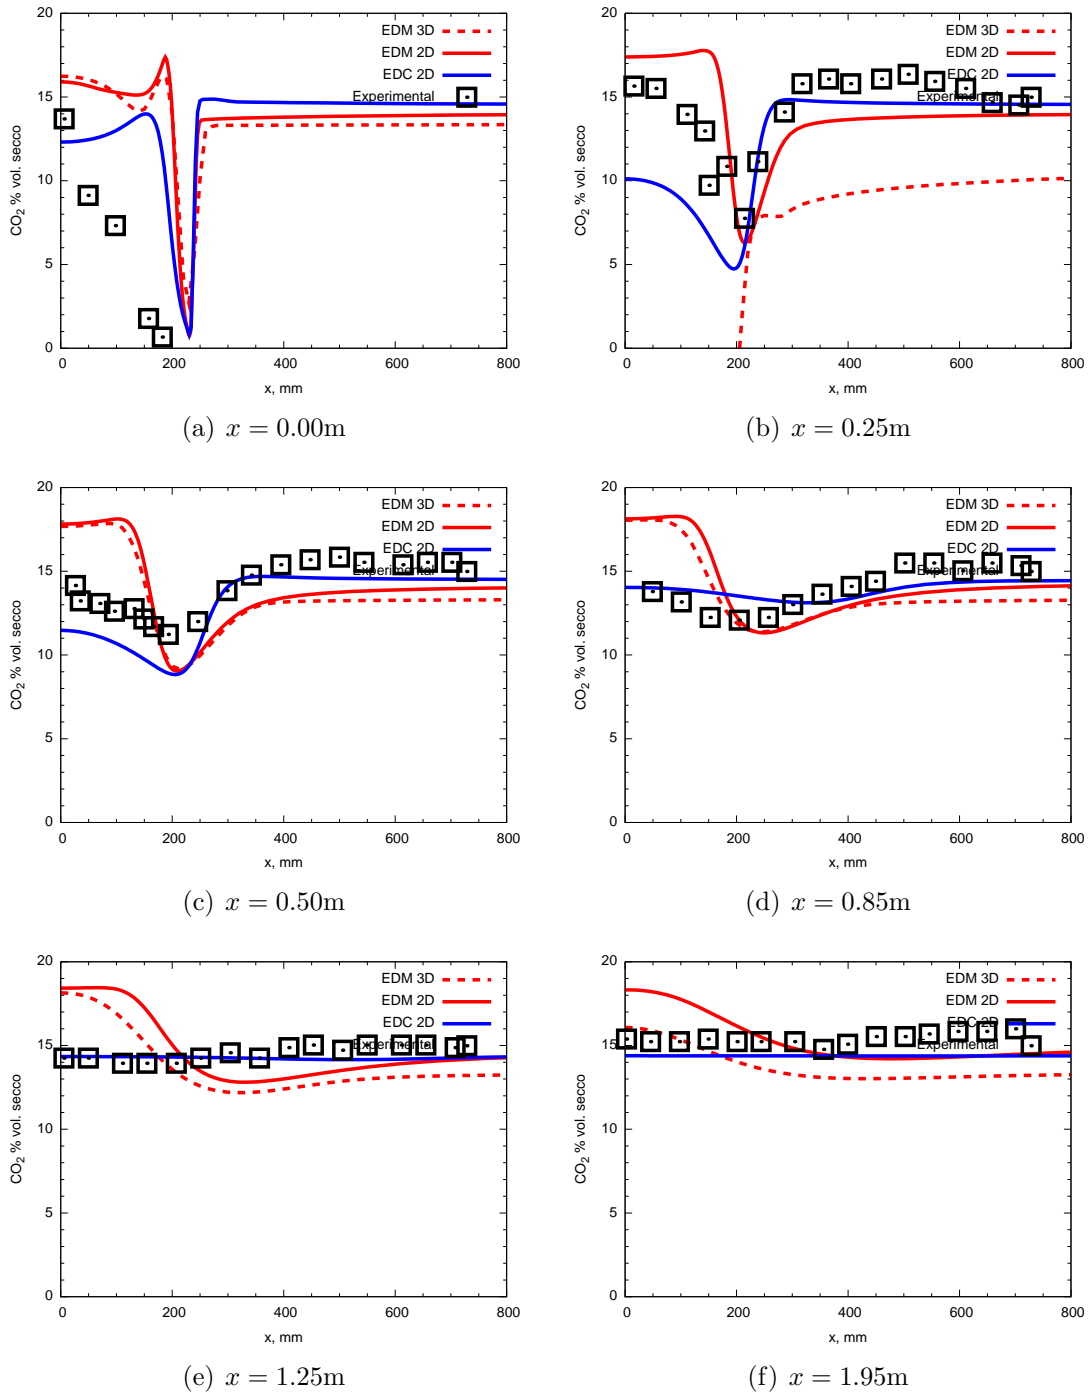 20
15
10
5
0
0
200
400
600
800
CO2 % vol. secco
x, mm
EDM 3D
EDM 2D
EDC 2D
Experimental
(a) x = 0.00m
20
15
10
5
0
0
200
400
600
800
CO2 % vol. secco
x, mm
EDM 3D
EDM 2D
EDC 2D
Experimental
(b) x = 0.25m
20
15
10
5
0
0
200
400
600
800
CO2 % vol. secco
x, mm
EDM 3D
EDM 2D
EDC 2D
Experimental
(c) x = 0.50m
20
15
10
5
0
0
200
400
600
800
CO2 % vol. secco
x, mm
EDM 3D
EDM 2D
EDC 2D
Experimental
(d) x = 0.85m
20
15
10
5
0
0
200
400
600
800
CO2 % vol. secco
x, mm
EDM 3D
EDM 2D
EDC 2D
Experimental
(e) x = 1.25m
20
15
10
5
0
0
200
400
600
800
CO2 % vol. secco
x, mm
EDM 3D
EDM 2D
EDC 2D
Experimental
(f) x = 1.95m